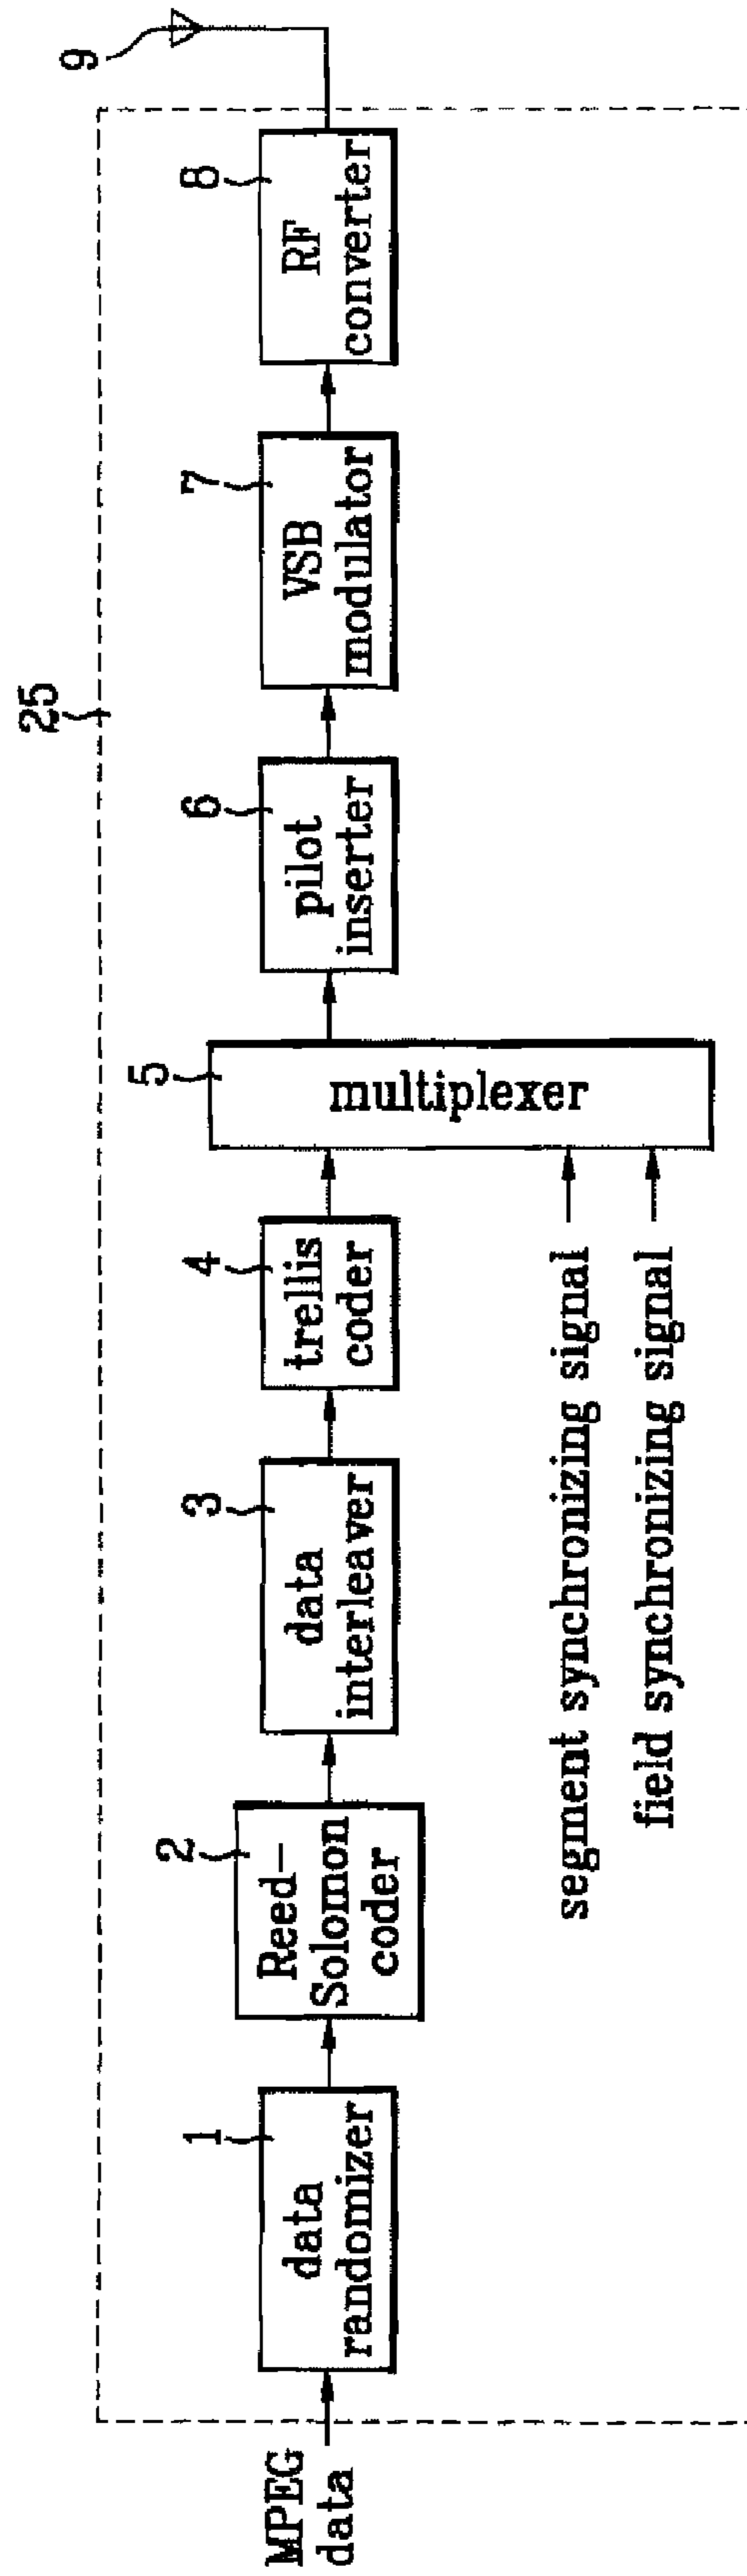 25
MPEG
data
1
data
randomizer
2
Reed-
Solomon
coder
3
data
interleaver
4
trellis
coder
5
multiplexer
6
pilot
inserter
7
VSB
modulator
8
RF
converter
9
segment synchronizing signal
field synchronizing signal